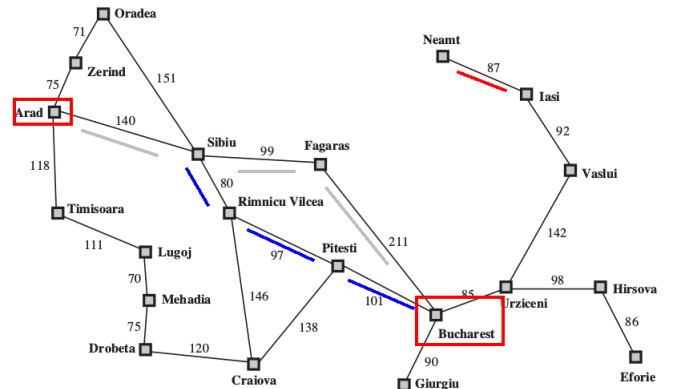 Oradea
71
Neamt
Zerind
87
151
75
Iasi
Arad
140
92
Sibiu
Fagaras
118
99
Vaslui
80
Timisoara
Rimnicu Vilcea
111
211
142
Lugoj
97
Pitesti
70
98
Hirsova
85
Urziceni
146
101
Mehadia
138
86
75
Bucharest
Drobeta
120
90
Eforie
Craiova
Giurgiu